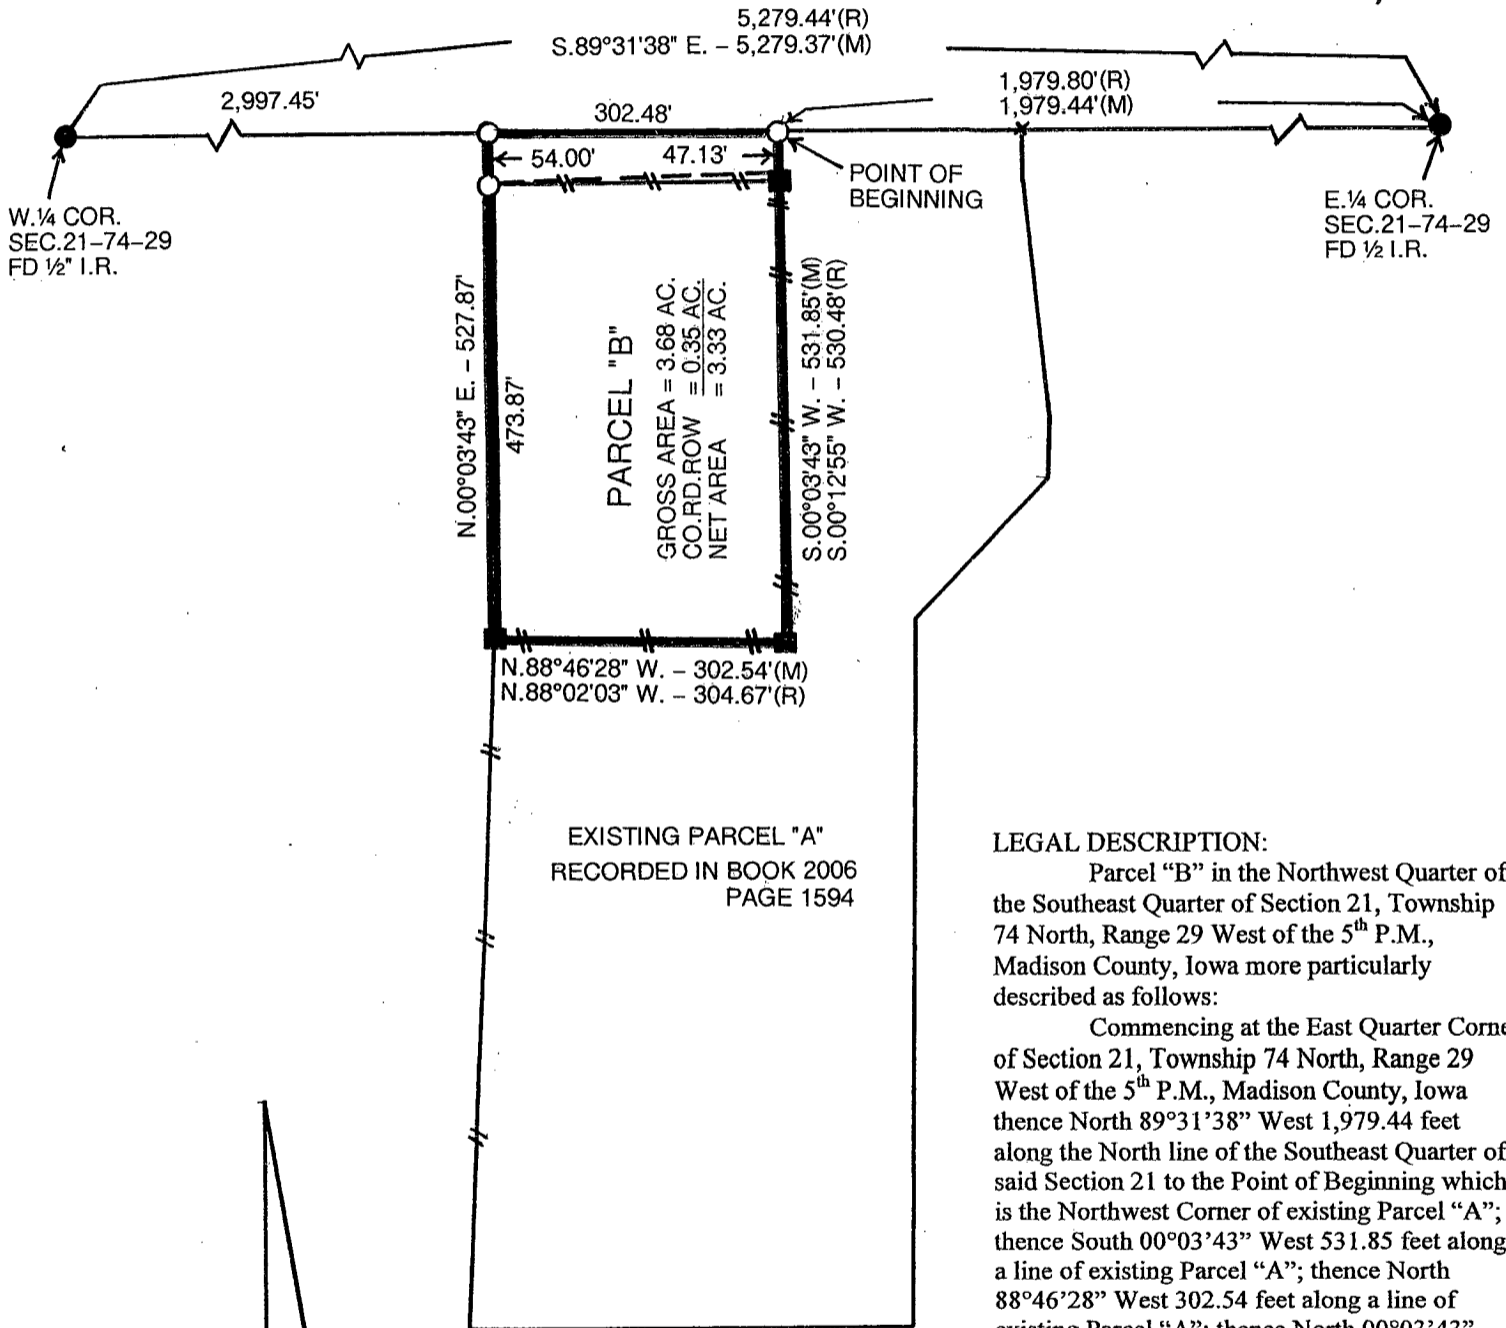 5,279.44'(R)
S.89°31'38" E. – 5,279.37'(M)
2,997.45'
302.48'
1,979.80'(R)
1,979.44'(M)
54.00'
47.13'
POINT OF
BEGINNING
W.¼ COR.
SEC.21–74–29
FD ½" I.R.
E.¼ COR.
SEC.21–74–29
FD ½ I.R.
N.00°03'43" E. – 527.87'
473.87'
PARCEL "B"
GROSS AREA = 3.68 AC.
CO.RD.ROW = 0.35 AC.
NET AREA = 3.33 AC.
S.00°03'43" W. – 531.85'(M)
S.00°12'55" W. – 530.48'(R)
N.88°46'28" W. – 302.54'(M)
N.88°02'03" W. – 304.67'(R)
EXISTING PARCEL "A"
RECORDED IN BOOK 2006
PAGE 1594
LEGAL DESCRIPTION:
Parcel “B” in the Northwest Quarter of
the Southeast Quarter of Section 21, Township
74 North, Range 29 West of the 5th P.M.,
Madison County, Iowa more particularly
described as follows:
Commencing at the East Quarter Corne
of Section 21, Township 74 North, Range 29
West of the 5th P.M., Madison County, Iowa
thence North 89°31’38” West 1,979.44 feet
along the North line of the Southeast Quarter of
said Section 21 to the Point of Beginning which
is the Northwest Corner of existing Parcel “A”;
thence South 00°03’43” West 531.85 feet along
a line of existing Parcel “A”; thence North
88°46’28” West 302.54 feet along a line of
existing Parcel “A”; thence North 00°03’43”